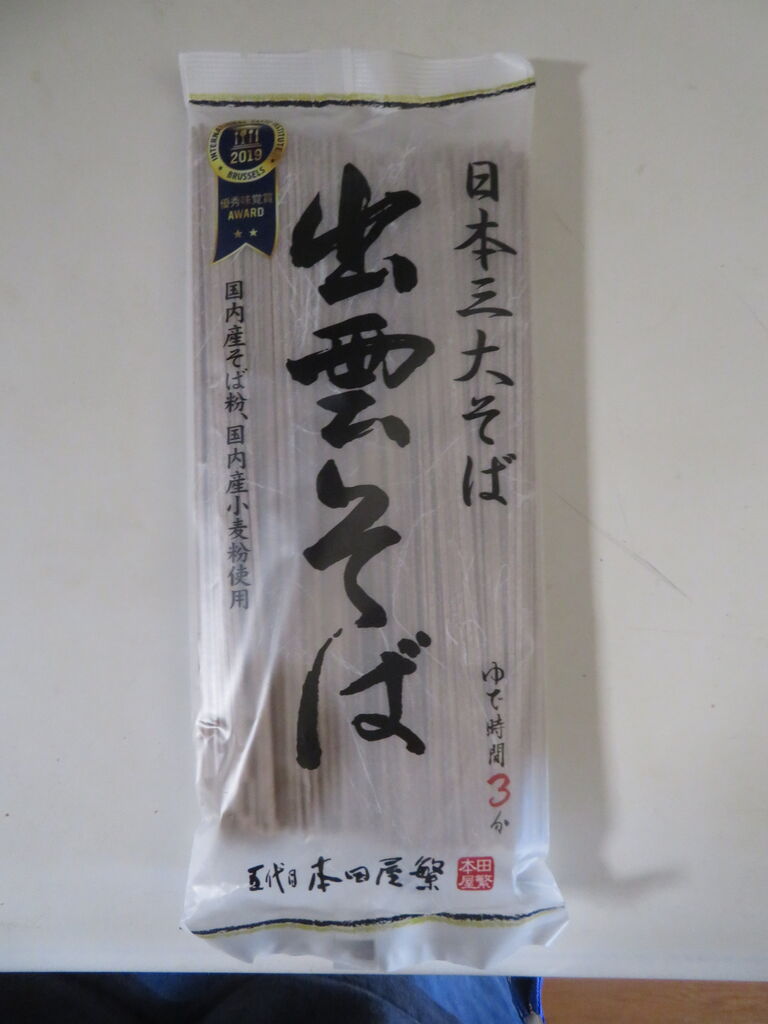 日本三大そば
出雲そば
ゆで時間3分
国内産そば粉、国内産小麦粉使用
INTERNATIONAL TASTE INSTITUTE
2019
BRUSSELS
優秀味覚賞
AWARD
五代目 本田屋繁
本田屋繁